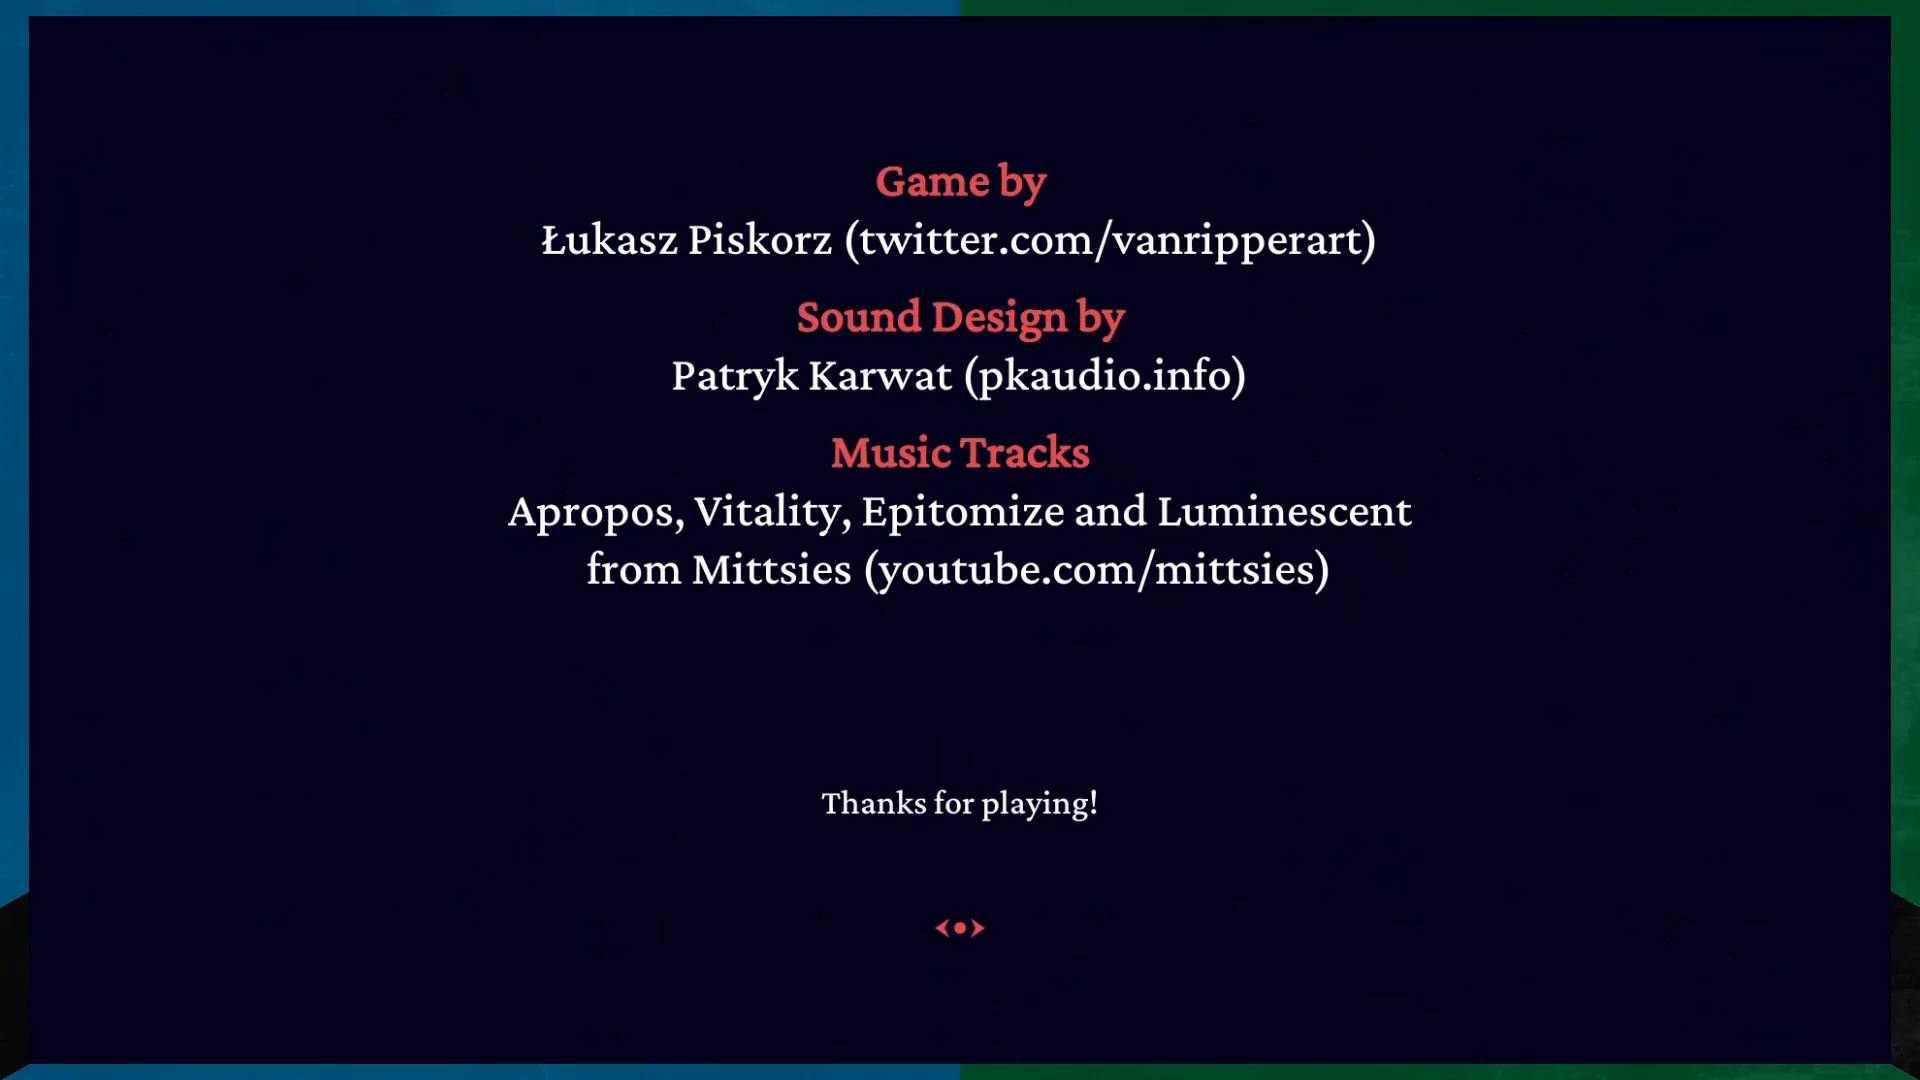 Game by
Łukasz Piskorz (twitter.com/vanripperart)
Sound Design by
Patryk Karwat (pkaudio.info)
Music Tracks
Apropos, Vitality, Epitomize and Luminescent
from Mittsies (youtube.com/mittsies)
Thanks for playing!